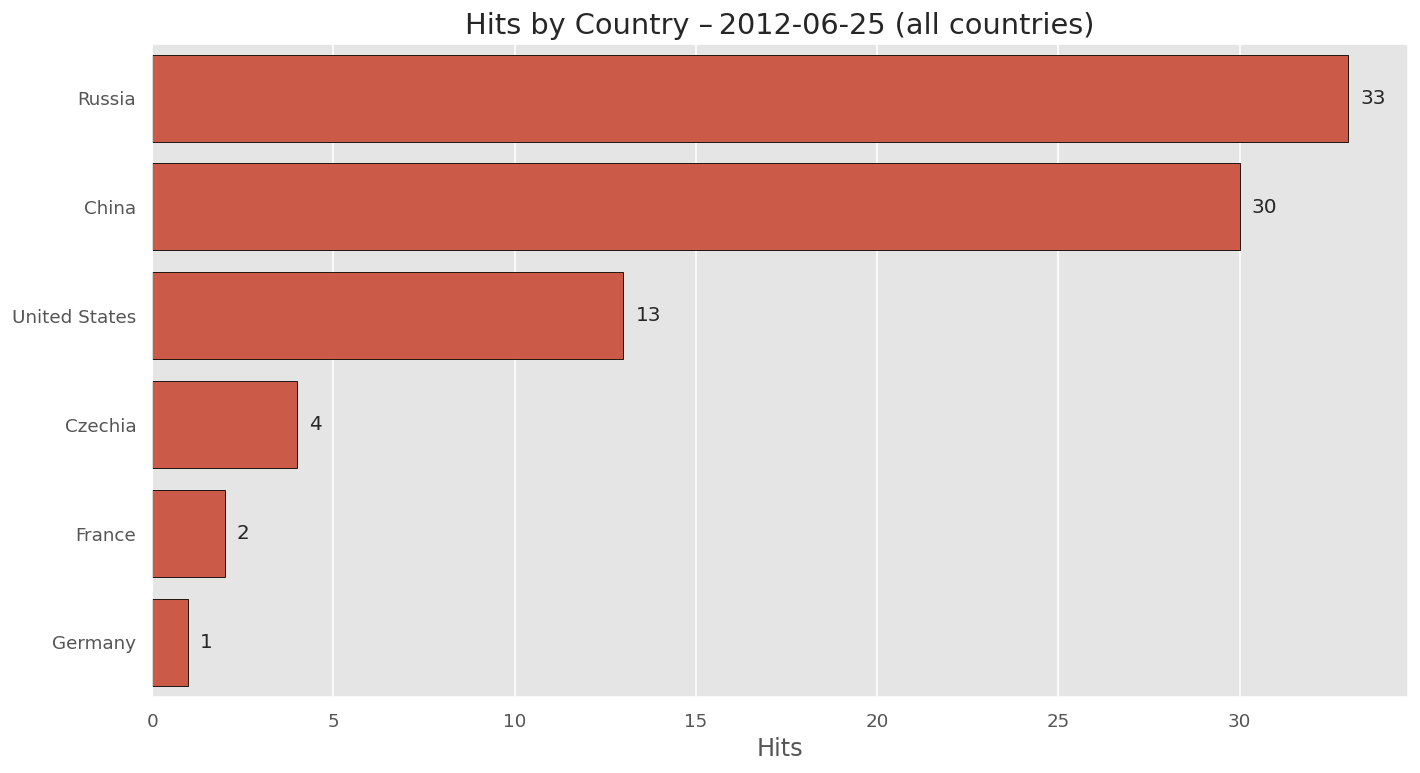 Hits by Country – 2012-06-25 (all countries)
Russia
33
China
30
United States
13
Czechia
4
France
2
Germany
1
0 5 10 15 20 25 30
Hits